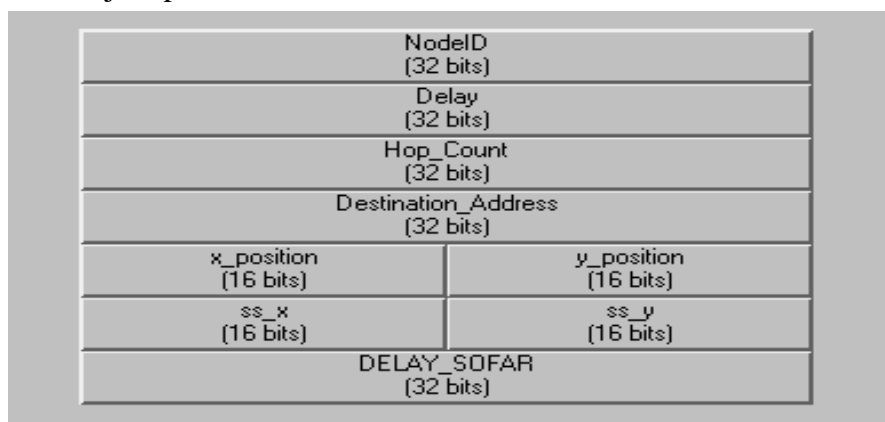 NodeID
(32 bits)
Delay
(32 bits)
Hop_Count
(32 bits)
Destination_Address
(32 bits)
x_position
(16 bits)
y_position
(16 bits)
ss_x
(16 bits)
ss_y
(16 bits)
DELAY_SOFAR
(32 bits)